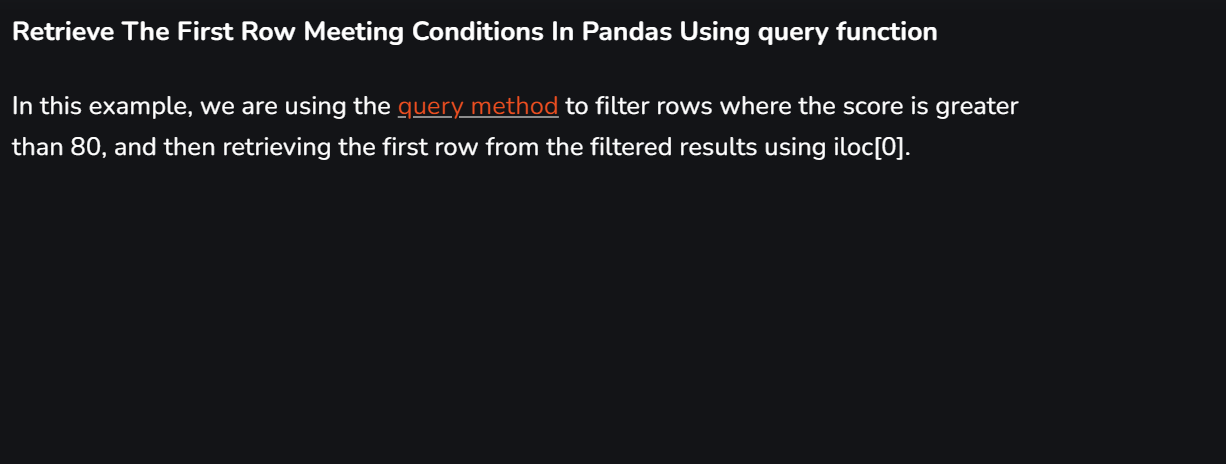 Retrieve The First Row Meeting Conditions In Pandas Using query function
In this example, we are using the query method to filter rows where the score is greater
than 80, and then retrieving the first row from the filtered results using iloc[0].